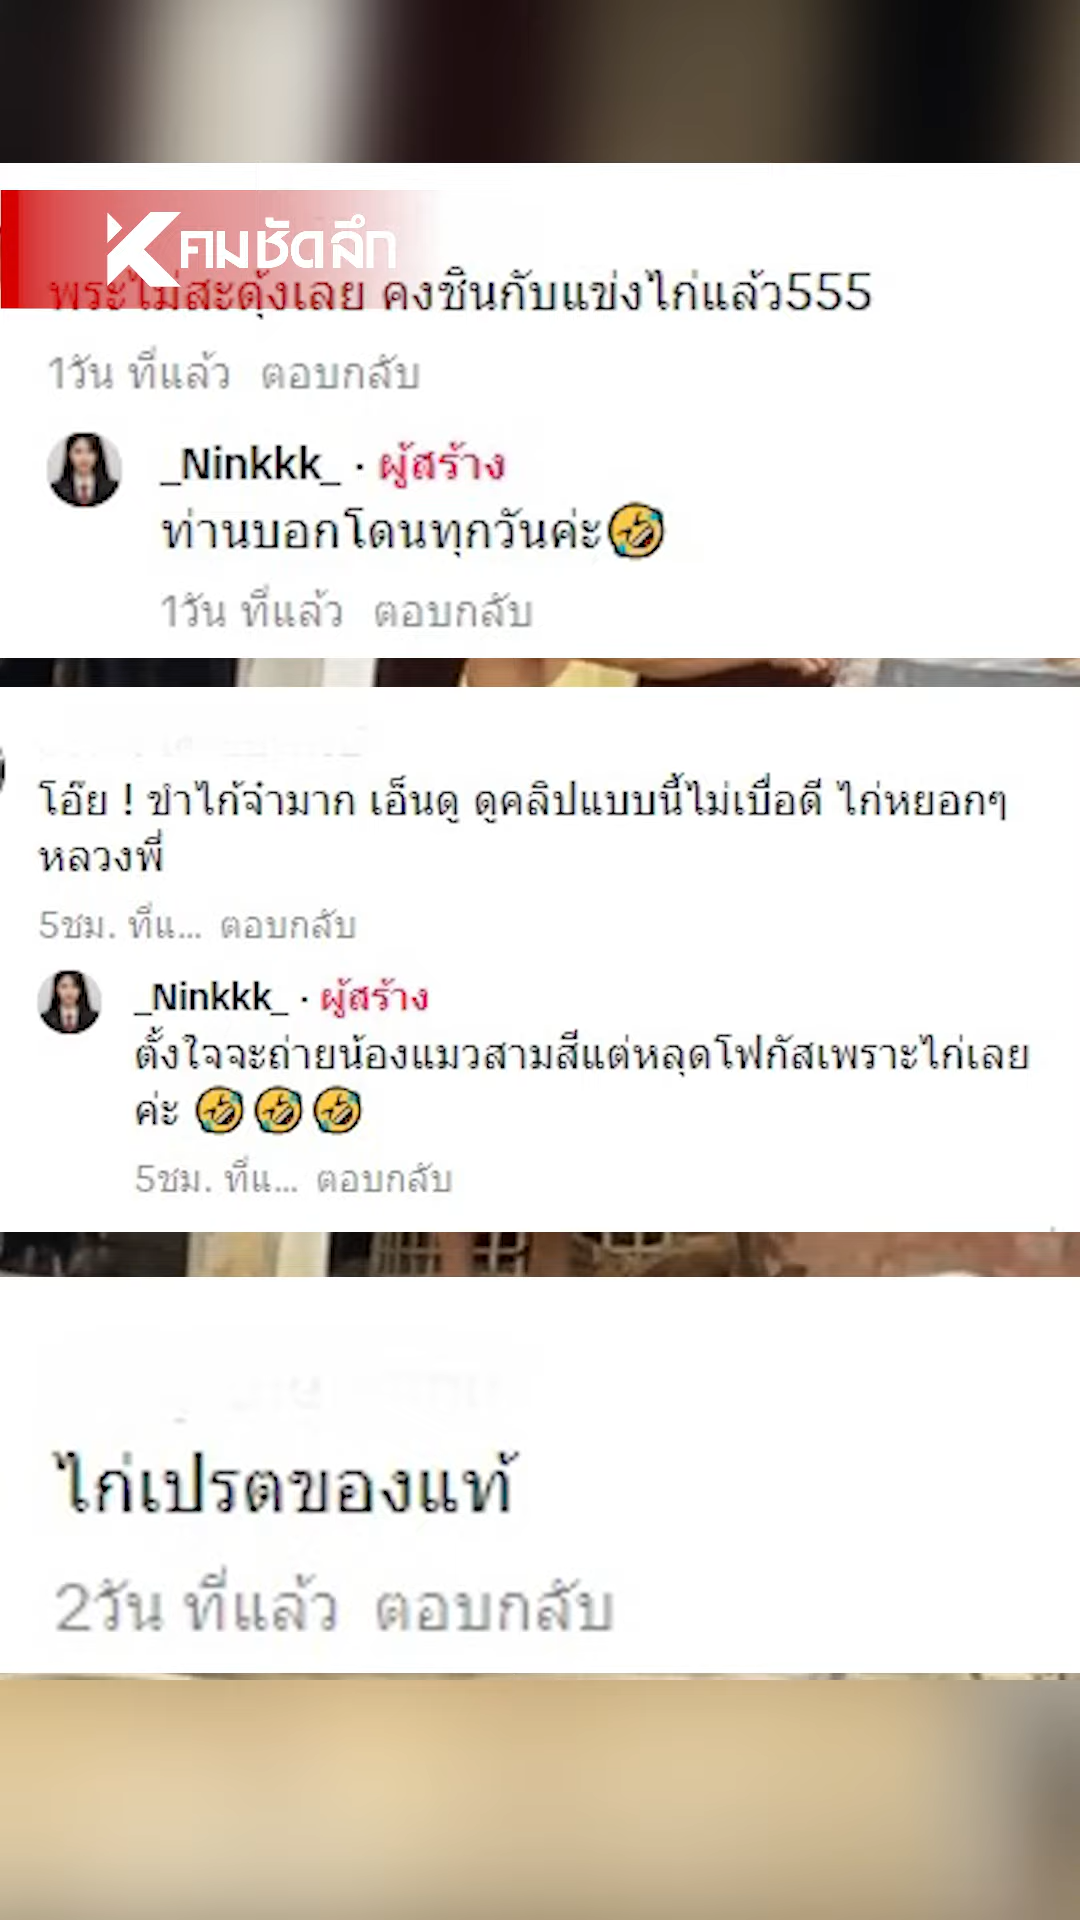 คมชัดลึก
พระไม่สะดุ้งเลย คงชินกับแข่งไก่แล้ว555
1วัน ที่แล้ว ตอบกลับ
_Ninkkk_ · ผู้สร้าง
ท่านบอกโดนทุกวันค่ะ🤣
1วัน ที่แล้ว ตอบกลับ
โอ๊ย ! ขำไก้จ๋ามาก เอ็นดู ดูคลิปแบบนี้ไม่เบื่อดี ไก่หยอกๆ
หลวงพี่
5ชม. ที่แ... ตอบกลับ
_Ninkkk_ · ผู้สร้าง
ตั้งใจจะถ่ายน้องแมวสามสีแต่หลุดโฟกัสเพราะไก่เลย
ค่ะ 🤣🤣🤣
5ชม. ที่แ... ตอบกลับ
ไก่เปรตของแท้
2วัน ที่แล้ว ตอบกลับ